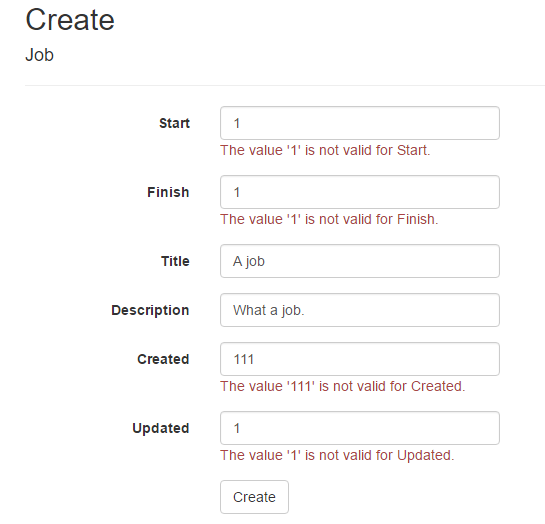 Create
Job
Start 1
The value '1' is not valid for Start.
Finish 1
The value '1' is not valid for Finish.
Title A job
Description What a job.
Created 111
The value '111' is not valid for Created.
Updated 1
The value '1' is not valid for Updated.
Create